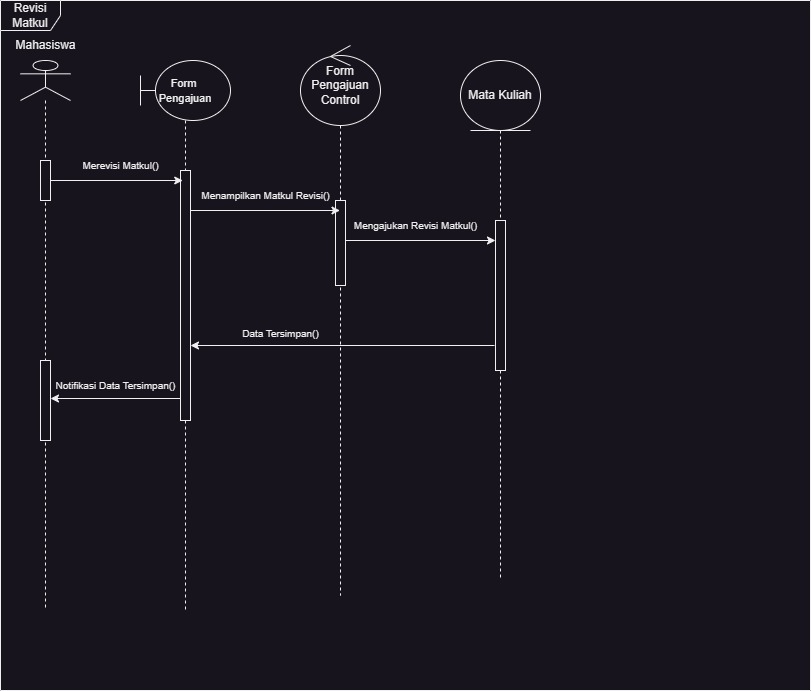 Revisi
Matkul
Mahasiswa
Form
Pengajuan
Form
Pengajuan
Control
Mata Kuliah
Merevisi Matkul()
Menampilkan Matkul Revisi()
Mengajukan Revisi Matkul()
Data Tersimpan()
Notifikasi Data Tersimpan()